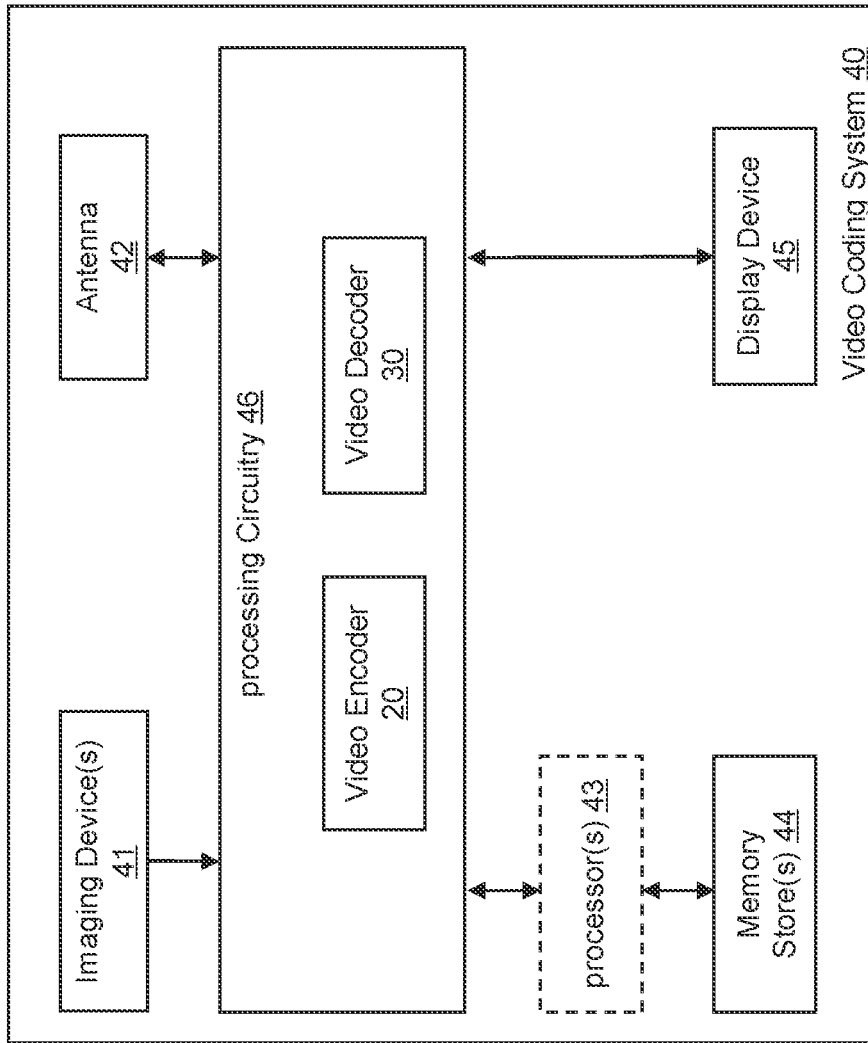 Imaging Device(s)
41
Antenna
42
processing Circuitry 46
Video Encoder
20
Video Decoder
30
processor(s) 43
Memory
Store(s) 44
Display Device
45
Video Coding System 40